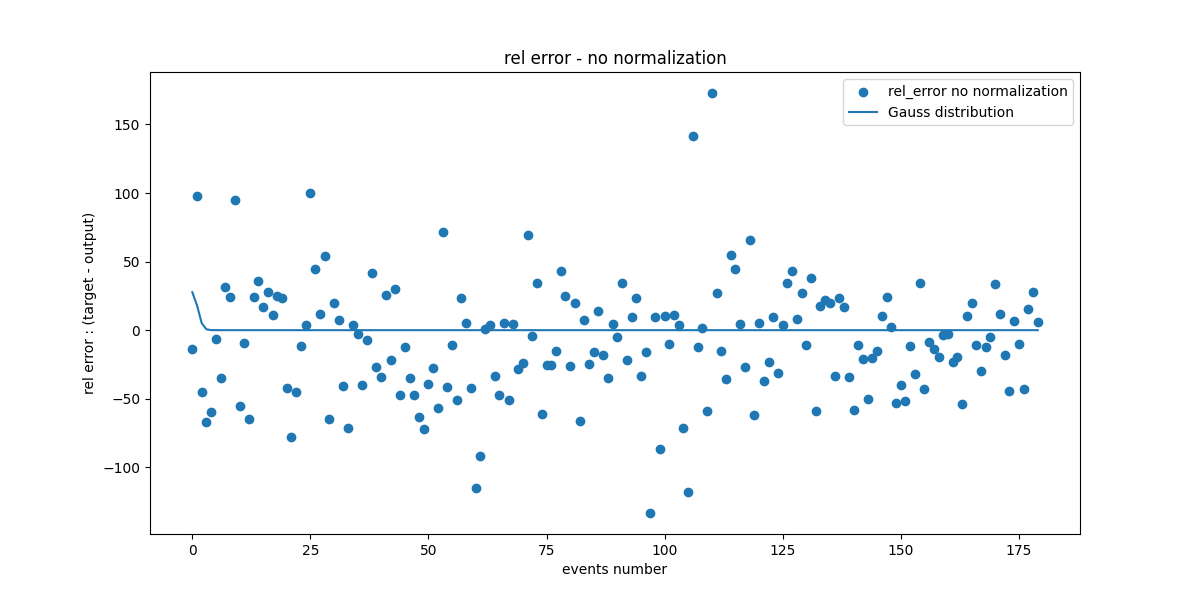 rel error - no normalization
rel_error no normalization
Gauss distribution
rel error : (target - output)
150
100
50
0
−50
−100
0 25 50 75 100 125 150 175
events number